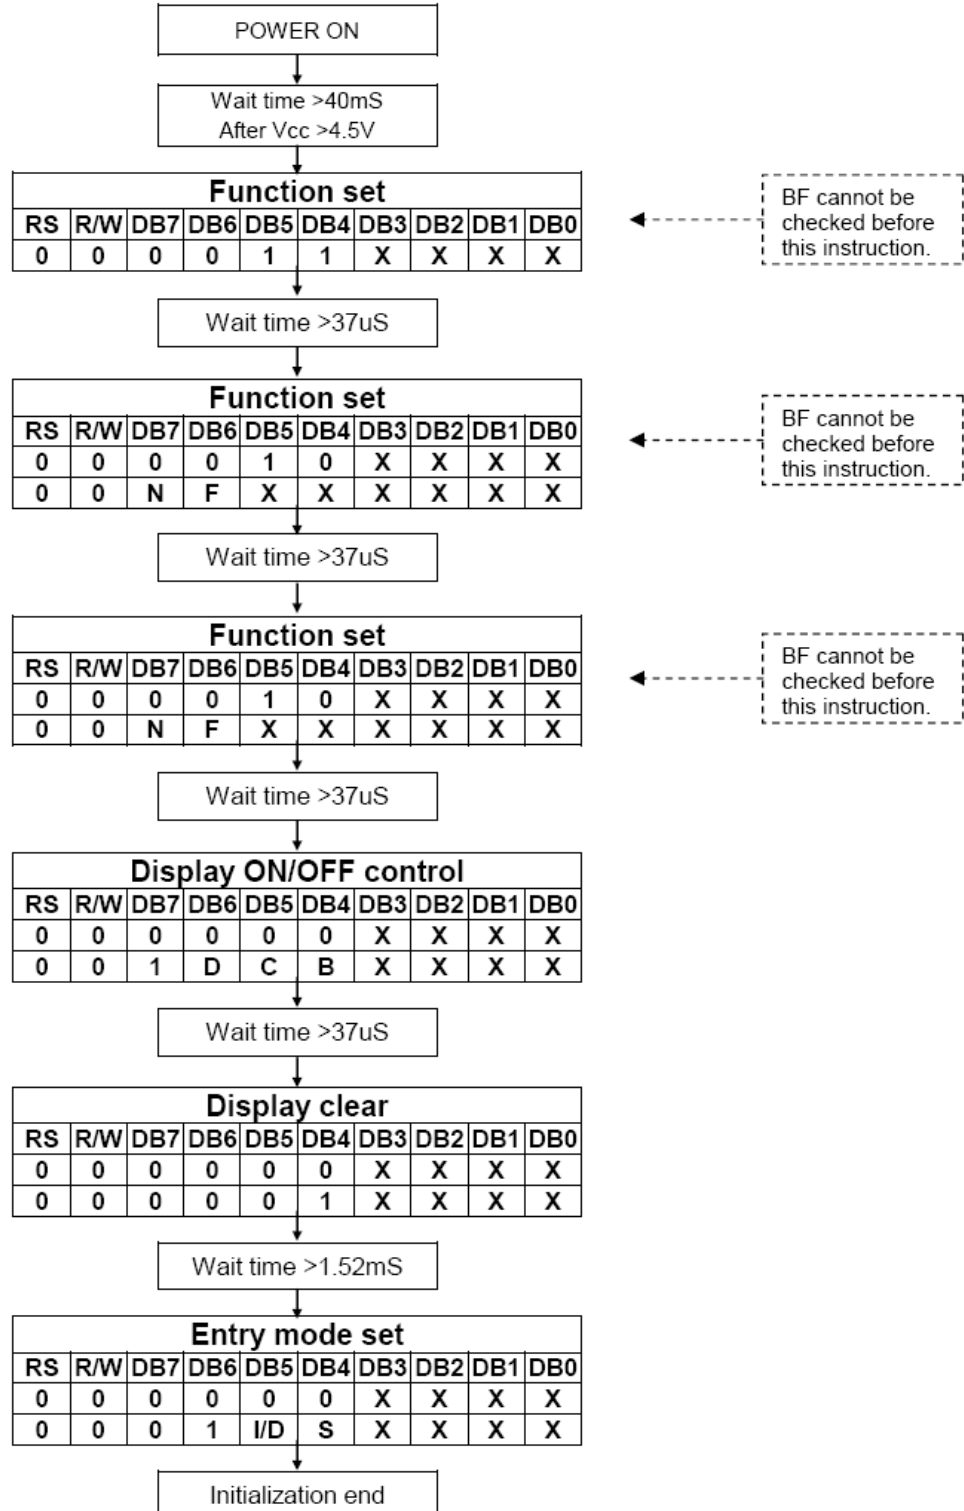 POWER ON
Wait time >40mS
After Vcc >4.5V
Function set
RS R/W DB7 DB6 DB5 DB4 DB3 DB2 DB1 DB0
0 0 0 0 1 1 X X X X
BF cannot be
checked before
this instruction.
Wait time >37uS
Function set
RS R/W DB7 DB6 DB5 DB4 DB3 DB2 DB1 DB0
0 0 0 0 1 0 X X X X
0 0 N F X X X X X X
BF cannot be
checked before
this instruction.
Wait time >37uS
Function set
RS R/W DB7 DB6 DB5 DB4 DB3 DB2 DB1 DB0
0 0 0 0 1 0 X X X X
0 0 N F X X X X X X
BF cannot be
checked before
this instruction.
Wait time >37uS
Display ON/OFF control
RS R/W DB7 DB6 DB5 DB4 DB3 DB2 DB1 DB0
0 0 0 0 0 0 X X X X
0 0 1 D C B X X X X
Wait time >37uS
Display clear
RS R/W DB7 DB6 DB5 DB4 DB3 DB2 DB1 DB0
0 0 0 0 0 0 X X X X
0 0 0 0 0 1 X X X X
Wait time >1.52mS
Entry mode set
RS R/W DB7 DB6 DB5 DB4 DB3 DB2 DB1 DB0
0 0 0 0 0 0 X X X X
0 0 0 1 I/D S X X X X
Initialization end